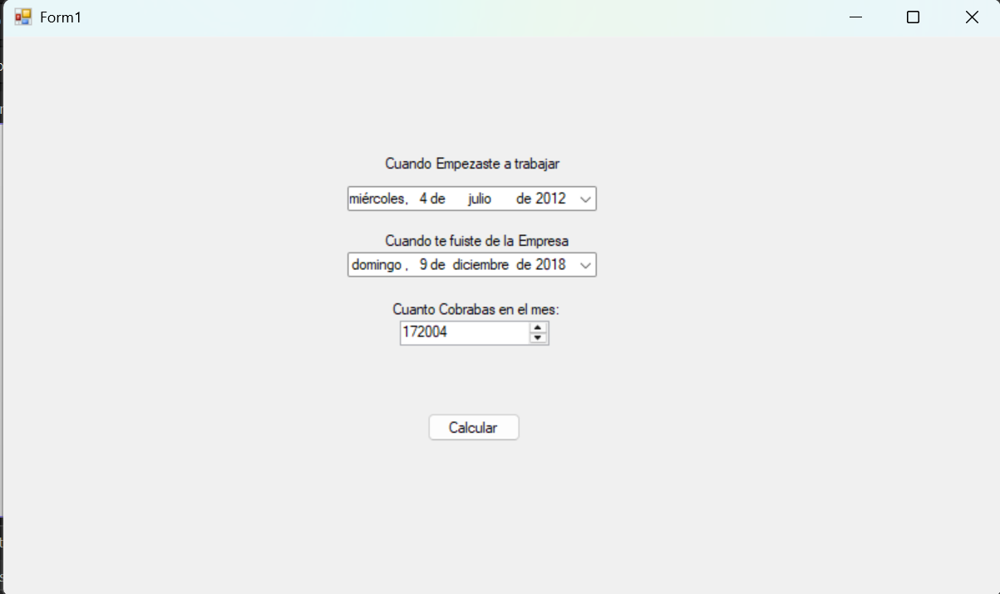 Form1
Cuando Empezaste a trabajar
miércoles, 4 de julio de 2012
Cuando te fuiste de la Empresa
domingo , 9 de diciembre de 2018
Cuanto Cobrabas en el mes:
172004
Calcular